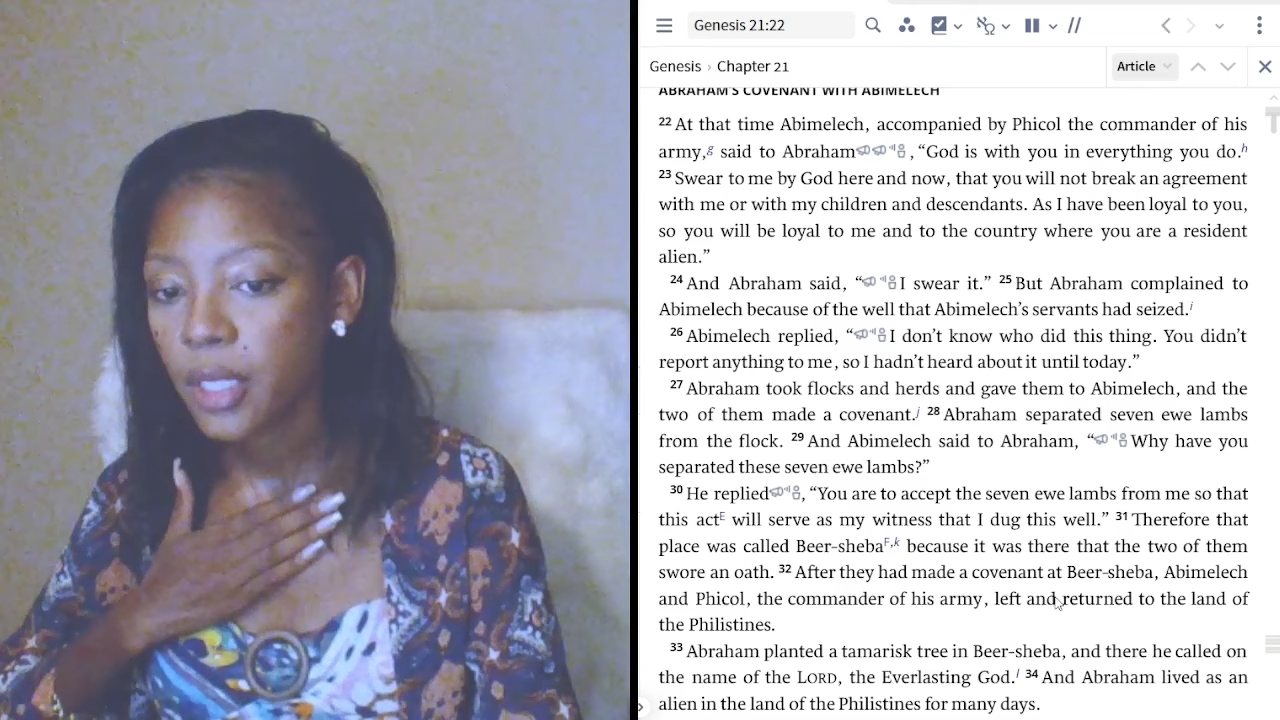 Genesis 21:22
Genesis › Chapter 21
Article
ABRAHAM'S COVENANT WITH ABIMELECH
22 At that time Abimelech, accompanied by Phicol the commander of his
army,g said to Abraham, “God is with you in everything you do.h
23 Swear to me by God here and now, that you will not break an agreement
with me or with my children and descendants. As I have been loyal to you,
so you will be loyal to me and to the country where you are a resident
alien.”
24 And Abraham said, “I swear it.” 25 But Abraham complained to
Abimelech because of the well that Abimelech’s servants had seized.i
26 Abimelech replied, “I don’t know who did this thing. You didn’t
report anything to me, so I hadn’t heard about it until today.”
27 Abraham took flocks and herds and gave them to Abimelech, and the
two of them made a covenant.j 28 Abraham separated seven ewe lambs
from the flock. 29 And Abimelech said to Abraham, “Why have you
separated these seven ewe lambs?”
30 He replied, “You are to accept the seven ewe lambs from me so that
this actE will serve as my witness that I dug this well.” 31 Therefore that
place was called Beer-shebaF,k because it was there that the two of them
swore an oath. 32 After they had made a covenant at Beer-sheba, Abimelech
and Phicol, the commander of his army, left and returned to the land of
the Philistines.
33 Abraham planted a tamarisk tree in Beer-sheba, and there he called on
the name of the LORD, the Everlasting God.l 34 And Abraham lived as an
alien in the land of the Philistines for many days.